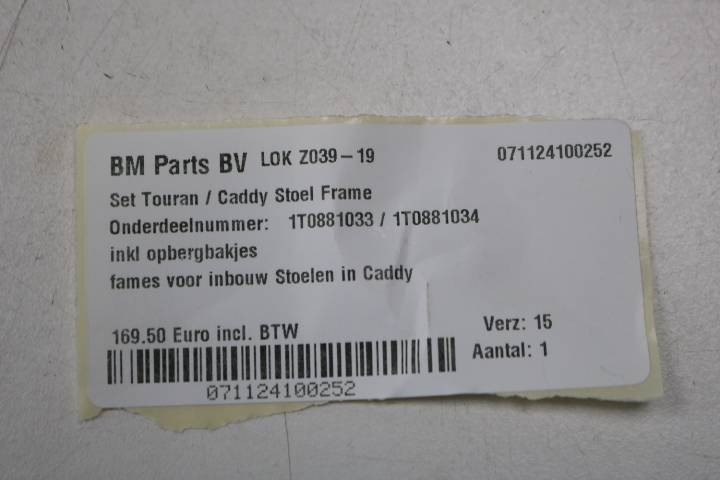 BM Parts BV LOK Z039-19 071124100252
Set Touran / Caddy Stoel Frame
Onderdeelnummer: 1T0881033 / 1T0881034
inkl opbergbakjes
fames voor inbouw Stoelen in Caddy
169.50 Euro incl. BTW Verz: 15
Aantal: 1
071124100252